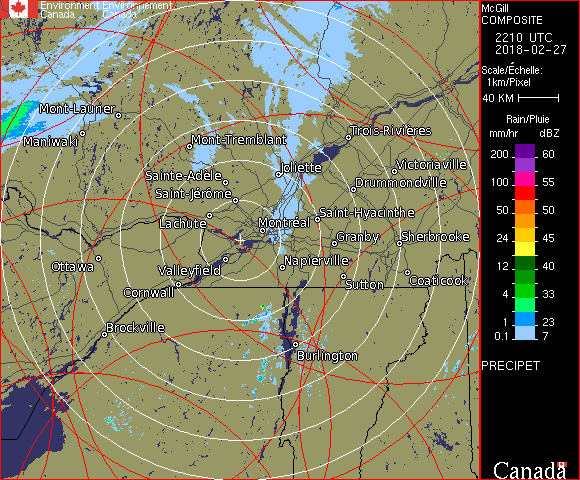 Environment Environnement
Canada Canada
McGill
COMPOSITE
2210 UTC
2018-02-27
Scale/Échelle:
1km/Pixel
40 KM
Rain/Pluie
mm/hr dBZ
200 60
100 55
50 50
24 45
12 40
4 33
1 23
0.1 7
PRECIPET
Canada
Mont-Laurier
Maniwaki
Mont-Tremblant
Trois-Rivières
Joliette
Victoriaville
Sainte-Adèle
Drummondville
Saint-Jérôme
Lachute
Saint-Hyacinthe
Montréal
Granby
Sherbrooke
Ottawa
Valleyfield
Napierville
Cornwall
Sutton
Coaticook
Brockville
Burlington